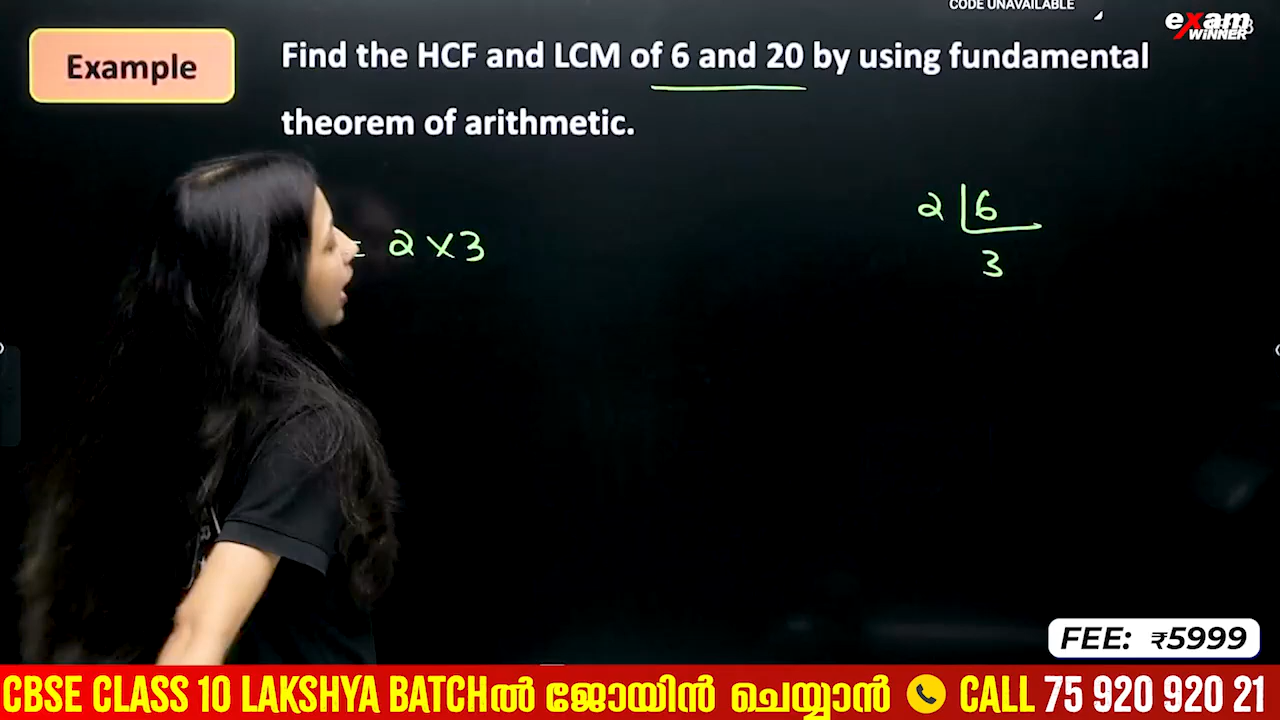 CODE UNAVAILABLE
exam
WINNER
Example
Find the HCF and LCM of 6 and 20 by using fundamental
theorem of arithmetic.
= 2 × 3
2 | 6
3
FEE: ₹5999
CBSE CLASS 10 LAKSHYA BATCHൽ ജോയിൻ ചെയ്യാൻ CALL 75 920 920 21